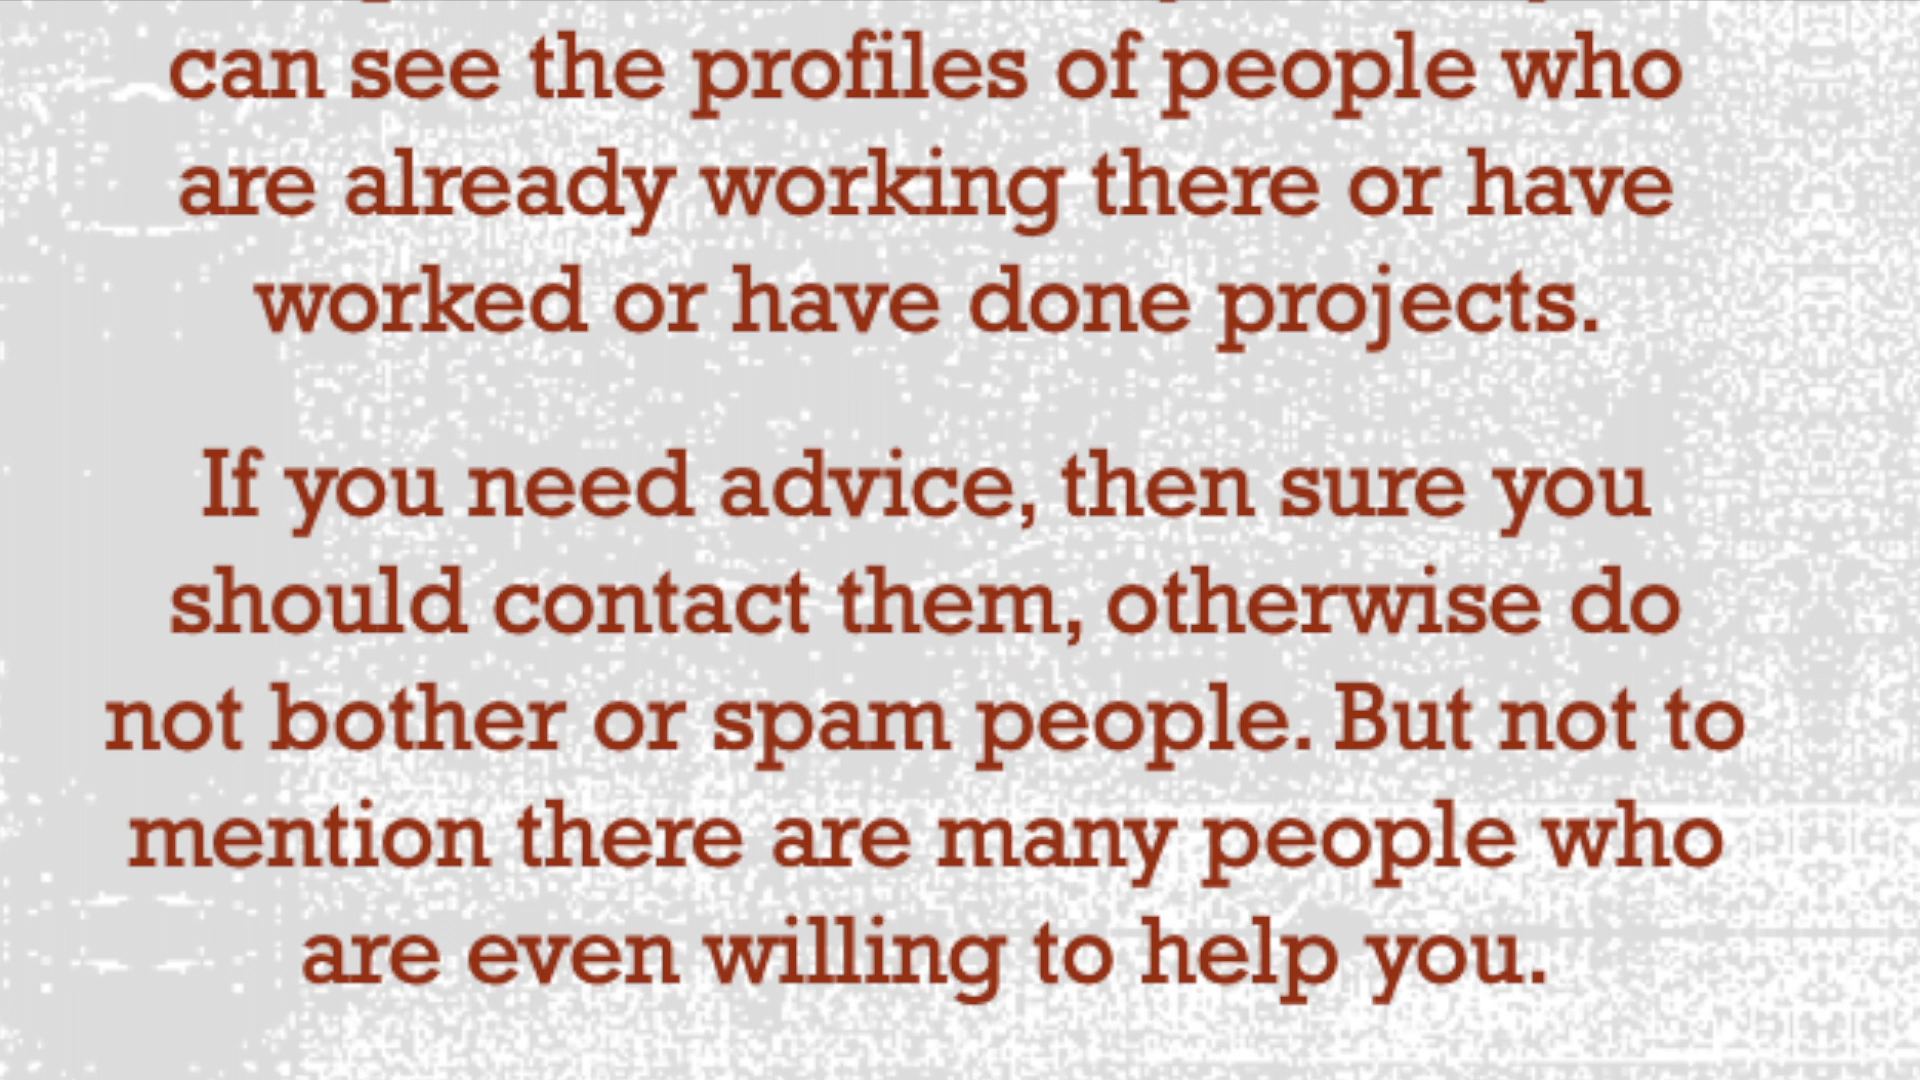 can see the profiles of people who
are already working there or have
worked or have done projects.
If you need advice, then sure you
should contact them, otherwise do
not bother or spam people. But not to
mention there are many people who
are even willing to help you.